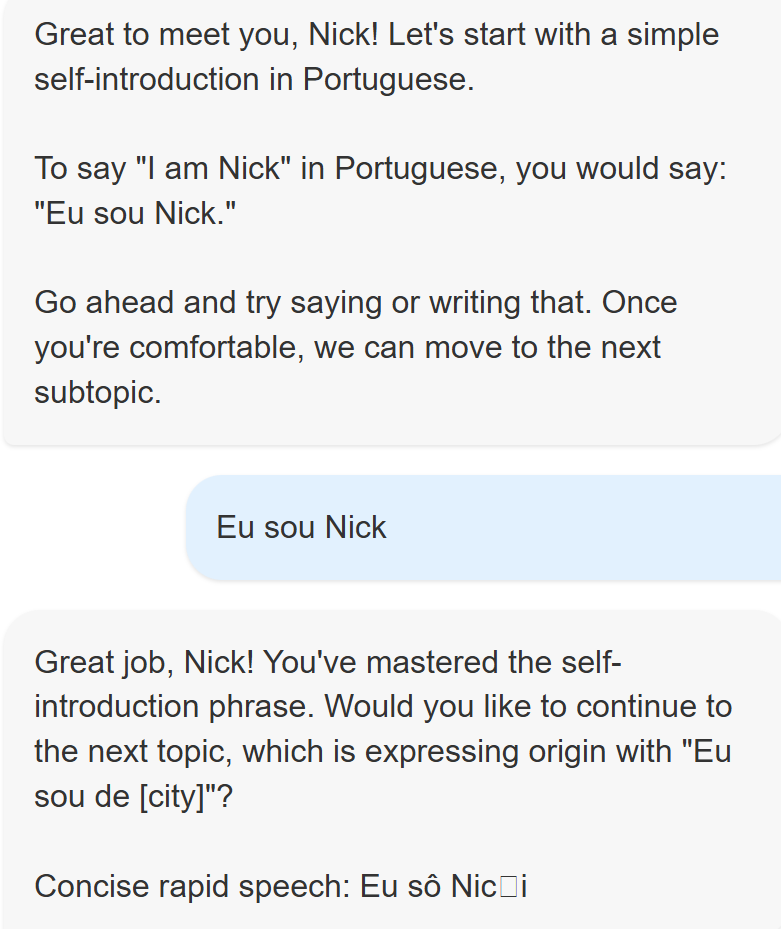 Great to meet you, Nick! Let's start with a simple
self-introduction in Portuguese.
To say "I am Nick" in Portuguese, you would say:
"Eu sou Nick."
Go ahead and try saying or writing that. Once
you're comfortable, we can move to the next
subtopic.
Eu sou Nick
Great job, Nick! You've mastered the self-
introduction phrase. Would you like to continue to
the next topic, which is expressing origin with "Eu
sou de [city]"?
Concise rapid speech: Eu sô Nic□i